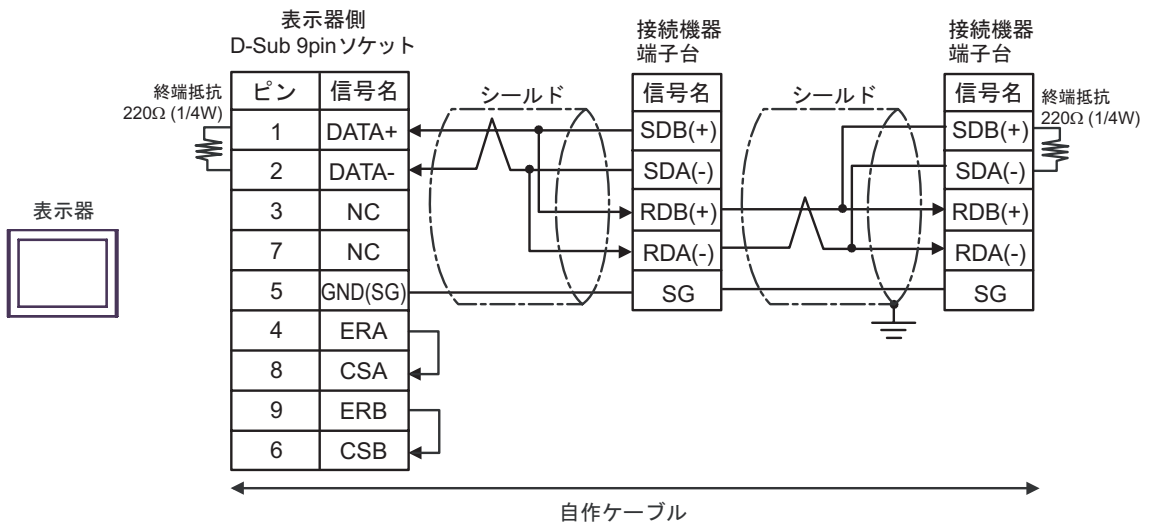 表示器側
D-Sub 9pinソケット
接続機器
端子台
接続機器
端子台
終端抵抗
220Ω (1/4W)
ピン 信号名
シールド
信号名
シールド
信号名
終端抵抗
220Ω (1/4W)
1 DATA+ SDB(+) SDB(+)
2 DATA- SDA(-) SDA(-)
3 NC RDB(+) RDB(+)
7 NC RDA(-) RDA(-)
5 GND(SG) SG SG
4 ERA
8 CSA
9 ERB
6 CSB
表示器
自作ケーブル